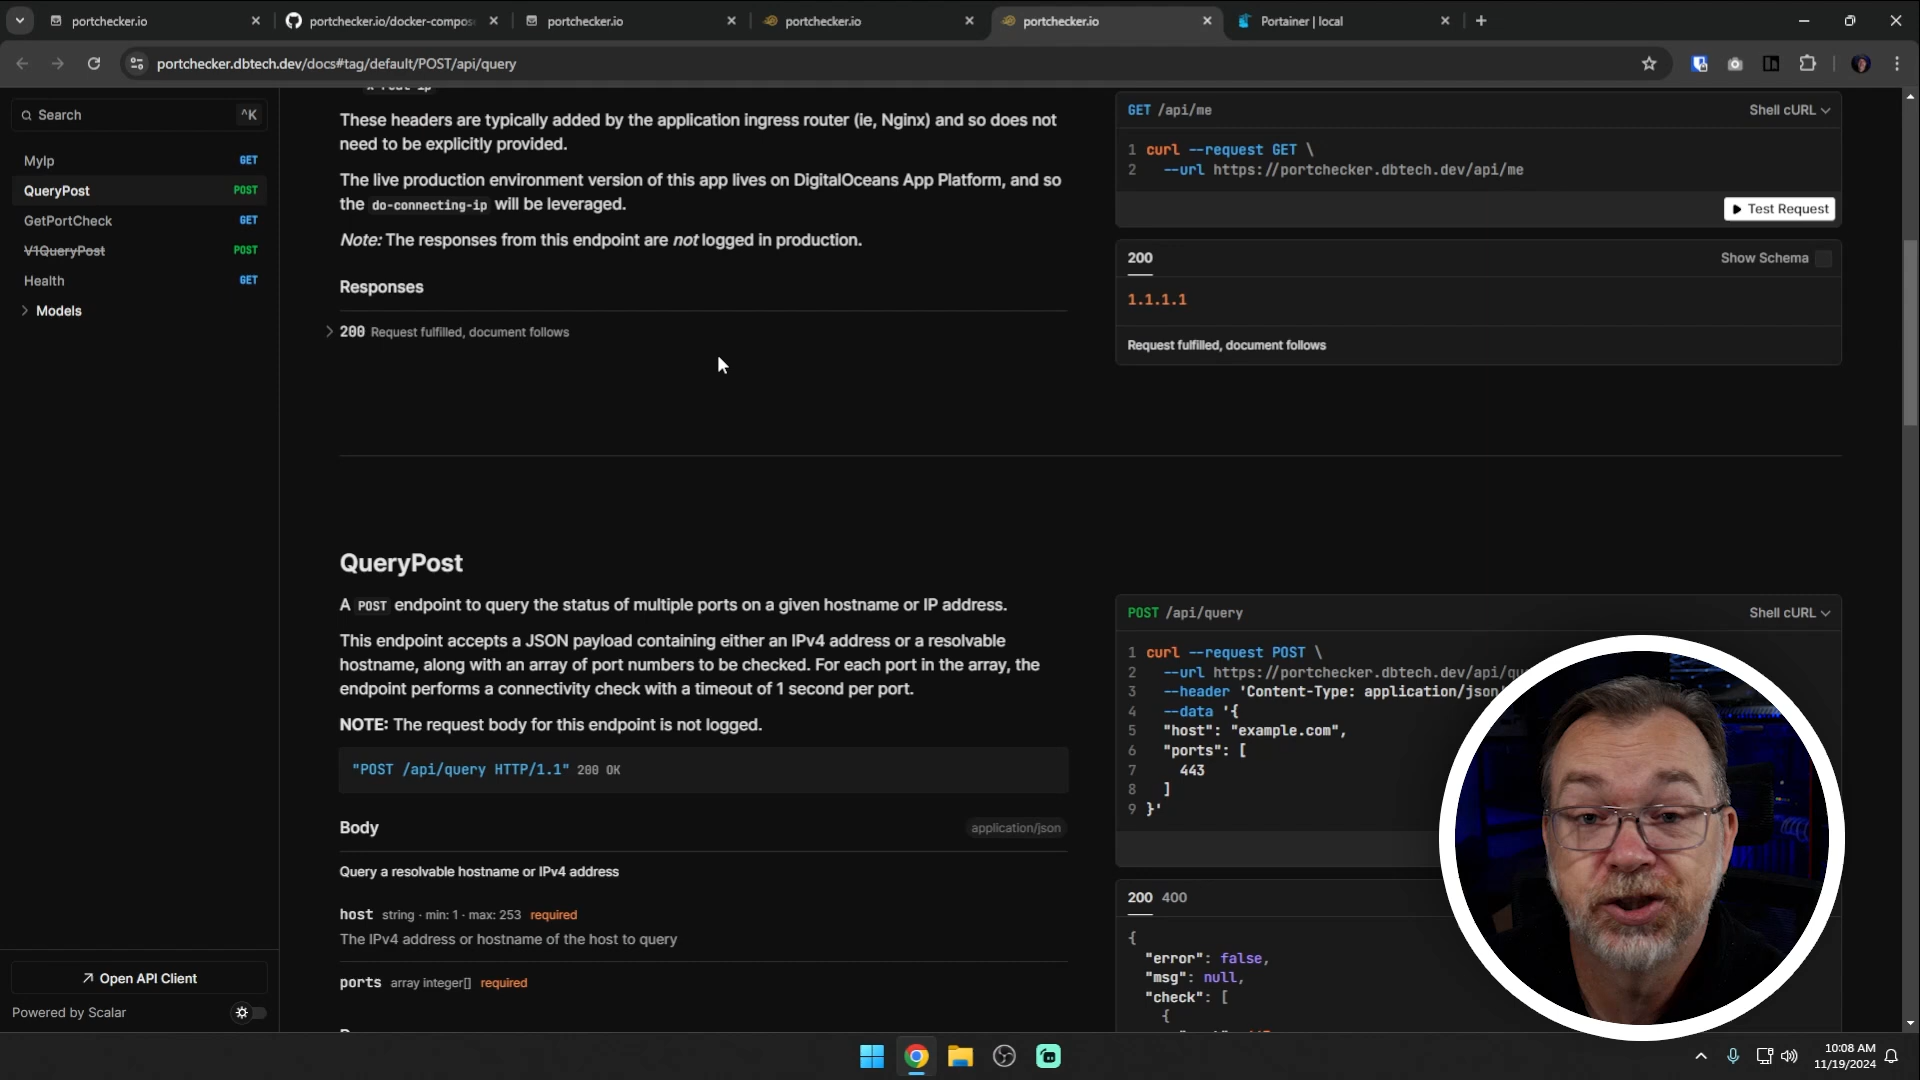 portchecker.io
portchecker.io/docker-compose
portchecker.io
portchecker.io
portchecker.io
Portainer | local
portchecker.dbtech.dev/docs#tag/default/POST/api/query
Search
^K
MyIp GET
QueryPost POST
GetPortCheck GET
V1QueryPost POST
Health GET
Models
Open API Client
Powered by Scalar
x-real-ip
These headers are typically added by the application ingress router (ie, Nginx) and so does not
need to be explicitly provided.
The live production environment version of this app lives on DigitalOceans App Platform, and so
the do-connecting-ip will be leveraged.
Note: The responses from this endpoint are not logged in production.
Responses
200 Request fulfilled, document follows
GET /api/me
Shell cURL
1 curl --request GET \
2 --url https://portchecker.dbtech.dev/api/me
Test Request
200
Show Schema
1.1.1.1
Request fulfilled, document follows
QueryPost
A POST endpoint to query the status of multiple ports on a given hostname or IP address.
This endpoint accepts a JSON payload containing either an IPv4 address or a resolvable
hostname, along with an array of port numbers to be checked. For each port in the array, the
endpoint performs a connectivity check with a timeout of 1 second per port.
NOTE: The request body for this endpoint is not logged.
"POST /api/query HTTP/1.1" 200 OK
Body
application/json
Query a resolvable hostname or IPv4 address
host string · min: 1 · max: 253 required
The IPv4 address or hostname of the host to query
ports array integer[] required
POST /api/query
Shell cURL
1 curl --request POST \
2 --url https://portchecker.dbtech.dev/api/qu
3 --header 'Content-Type: application/json
4 --data '{
5 "host": "example.com",
6 "ports": [
7 443
8 ]
9 }'
200 400
{
"error": false,
"msg": null,
"check": [
{
10:08 AM
11/19/2024